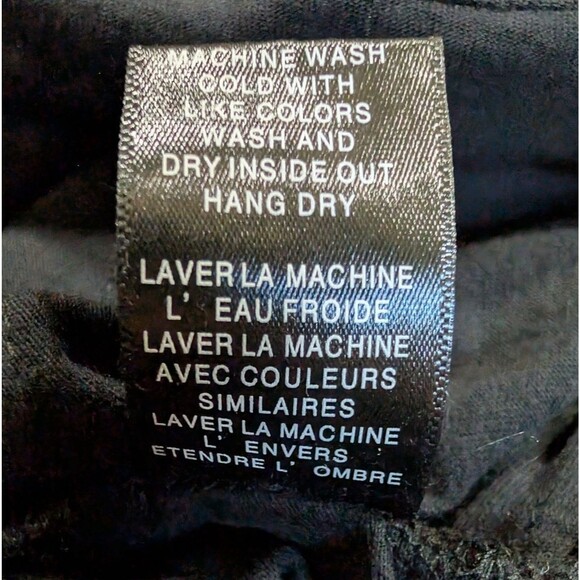 MACHINE WASH
COLD WITH
LIKE COLORS
WASH AND
DRY INSIDE OUT
HANG DRY
LAVER LA MACHINE
L' EAU FROIDE
LAVER LA MACHINE
AVEC COULEURS
SIMILAIRES
LAVER LA MACHINE
L' ENVERS
ETENDRE L' OMBRE